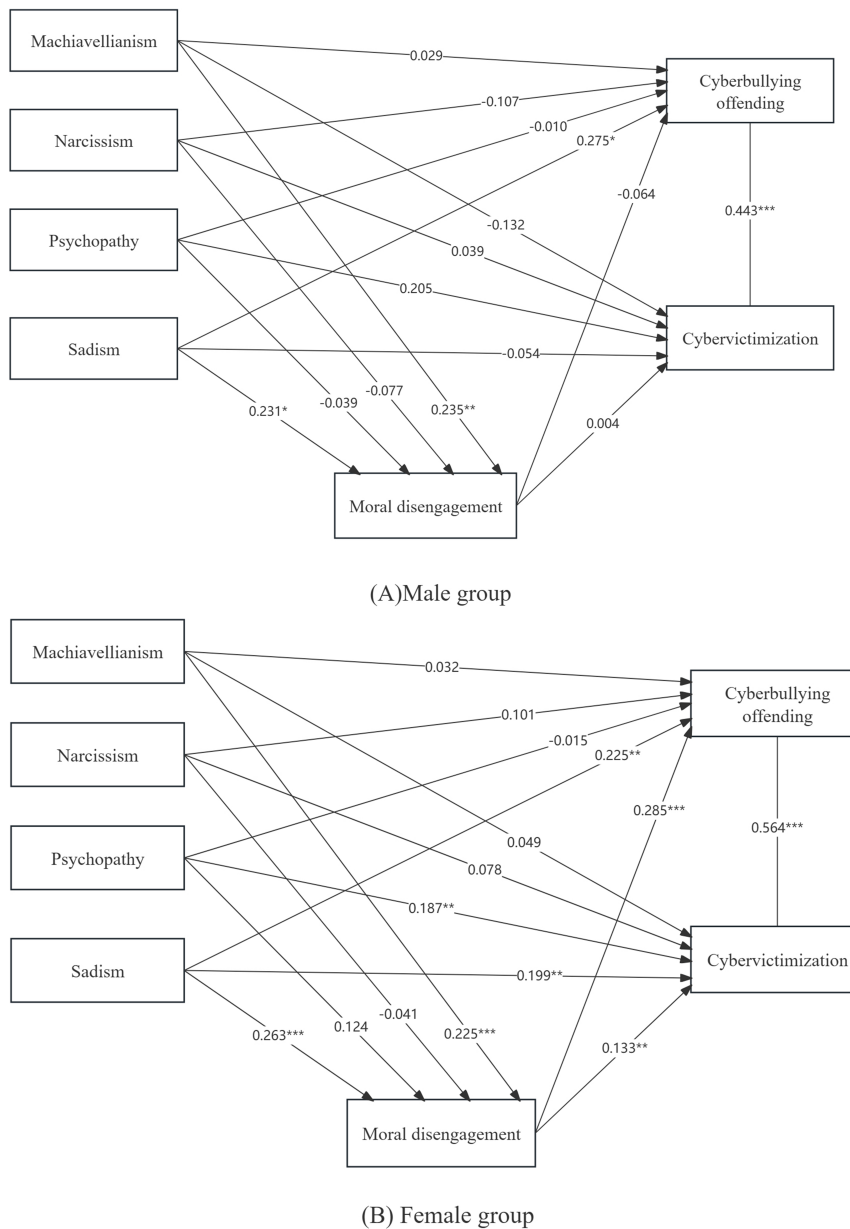 Machiavellianism
0.029
Cyberbullying
offending
-0.107
-0.010
Narcissism
0.275*
-0.064
0.443***
-0.132
Psychopathy
0.039
0.205
Cybervictimization
Sadism
-0.054
-0.077
-0.039
0.231*
0.235**
0.004
Moral disengagement
(A)Male group
Machiavellianism
0.032
Cyberbullying
offending
0.101
-0.015
Narcissism
0.225**
0.285***
0.564***
0.049
Psychopathy
0.078
0.187**
Cybervictimization
Sadism
0.199**
-0.041
0.124
0.263***
0.225***
0.133**
Moral disengagement
(B) Female group